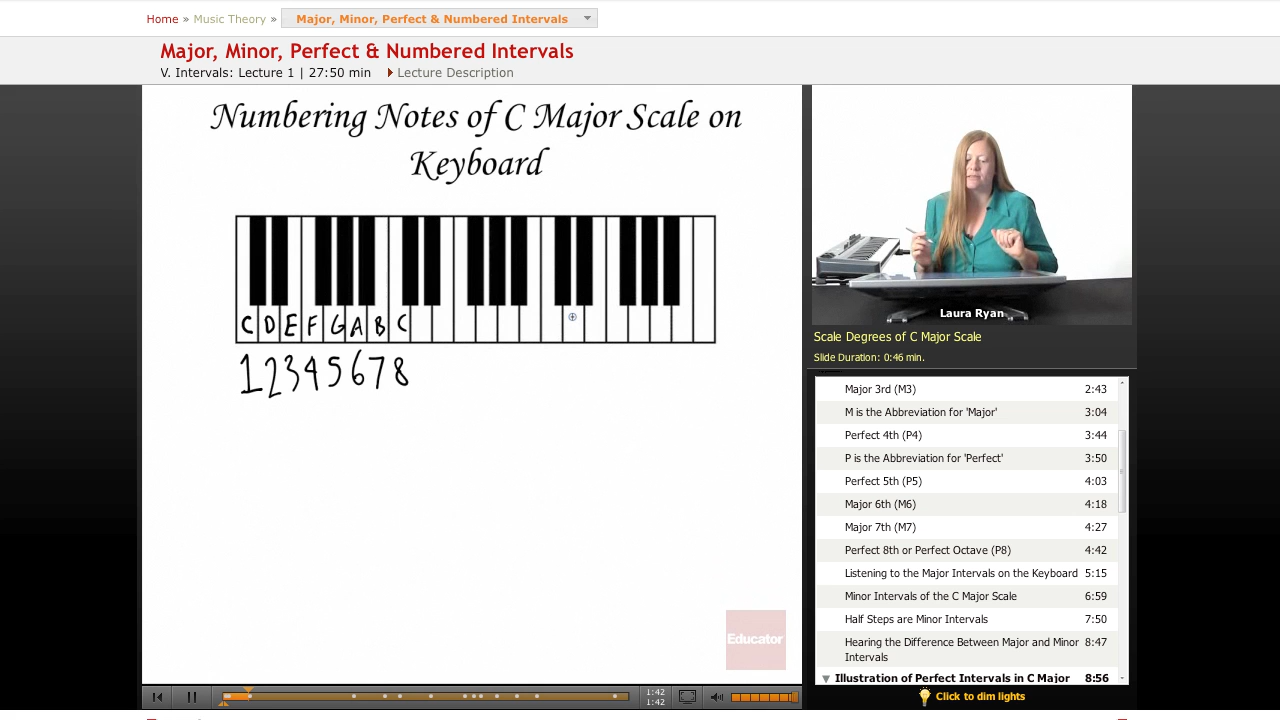 Home » Music Theory » Major, Minor, Perfect & Numbered Intervals
Major, Minor, Perfect & Numbered Intervals
V. Intervals: Lecture 1 | 27:50 min Lecture Description
Numbering Notes of C Major Scale on
Keyboard
C D E F G A B C
1 2 3 4 5 6 7 8
Educator
Laura Ryan
Scale Degrees of C Major Scale
Slide Duration: 0:46 min.
Major 3rd (M3) 2:43
M is the Abbreviation for 'Major' 3:04
Perfect 4th (P4) 3:44
P is the Abbreviation for 'Perfect' 3:50
Perfect 5th (P5) 4:03
Major 6th (M6) 4:18
Major 7th (M7) 4:27
Perfect 8th or Perfect Octave (P8) 4:42
Listening to the Major Intervals on the Keyboard 5:15
Minor Intervals of the C Major Scale 6:59
Half Steps are Minor Intervals 7:50
Hearing the Difference Between Major and Minor 8:47
Intervals
Illustration of Perfect Intervals in C Major 8:56
1:42
1:42
Click to dim lights